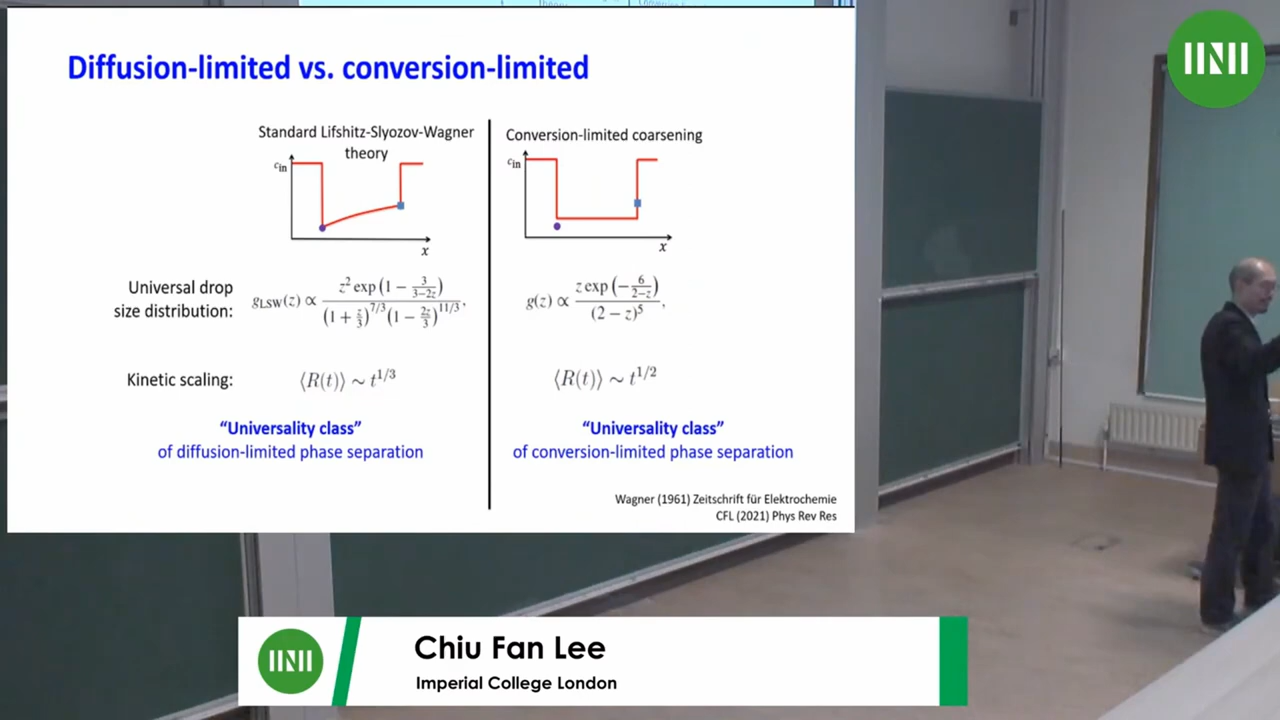 Diffusion-limited vs. conversion-limited
Standard Lifshitz-Slyozov-Wagner
theory
c_in
x
Conversion-limited coarsening
c_in
x
Universal drop
size distribution:
g_LSW(z) ∝ z² exp(1 − 3/(3−2z)) / ((1 + z/3)^{7/3} (1 − 2z/3)^{11/3}),
g(z) ∝ z exp(−6/(2−z)) / (2 − z)^5,
Kinetic scaling:
⟨R(t)⟩ ~ t^{1/3}
⟨R(t)⟩ ~ t^{1/2}
“Universality class”
of diffusion-limited phase separation
“Universality class”
of conversion-limited phase separation
Wagner (1961) Zeitschrift für Elektrochemie
CFL (2021) Phys Rev Res
Chiu Fan Lee
Imperial College London